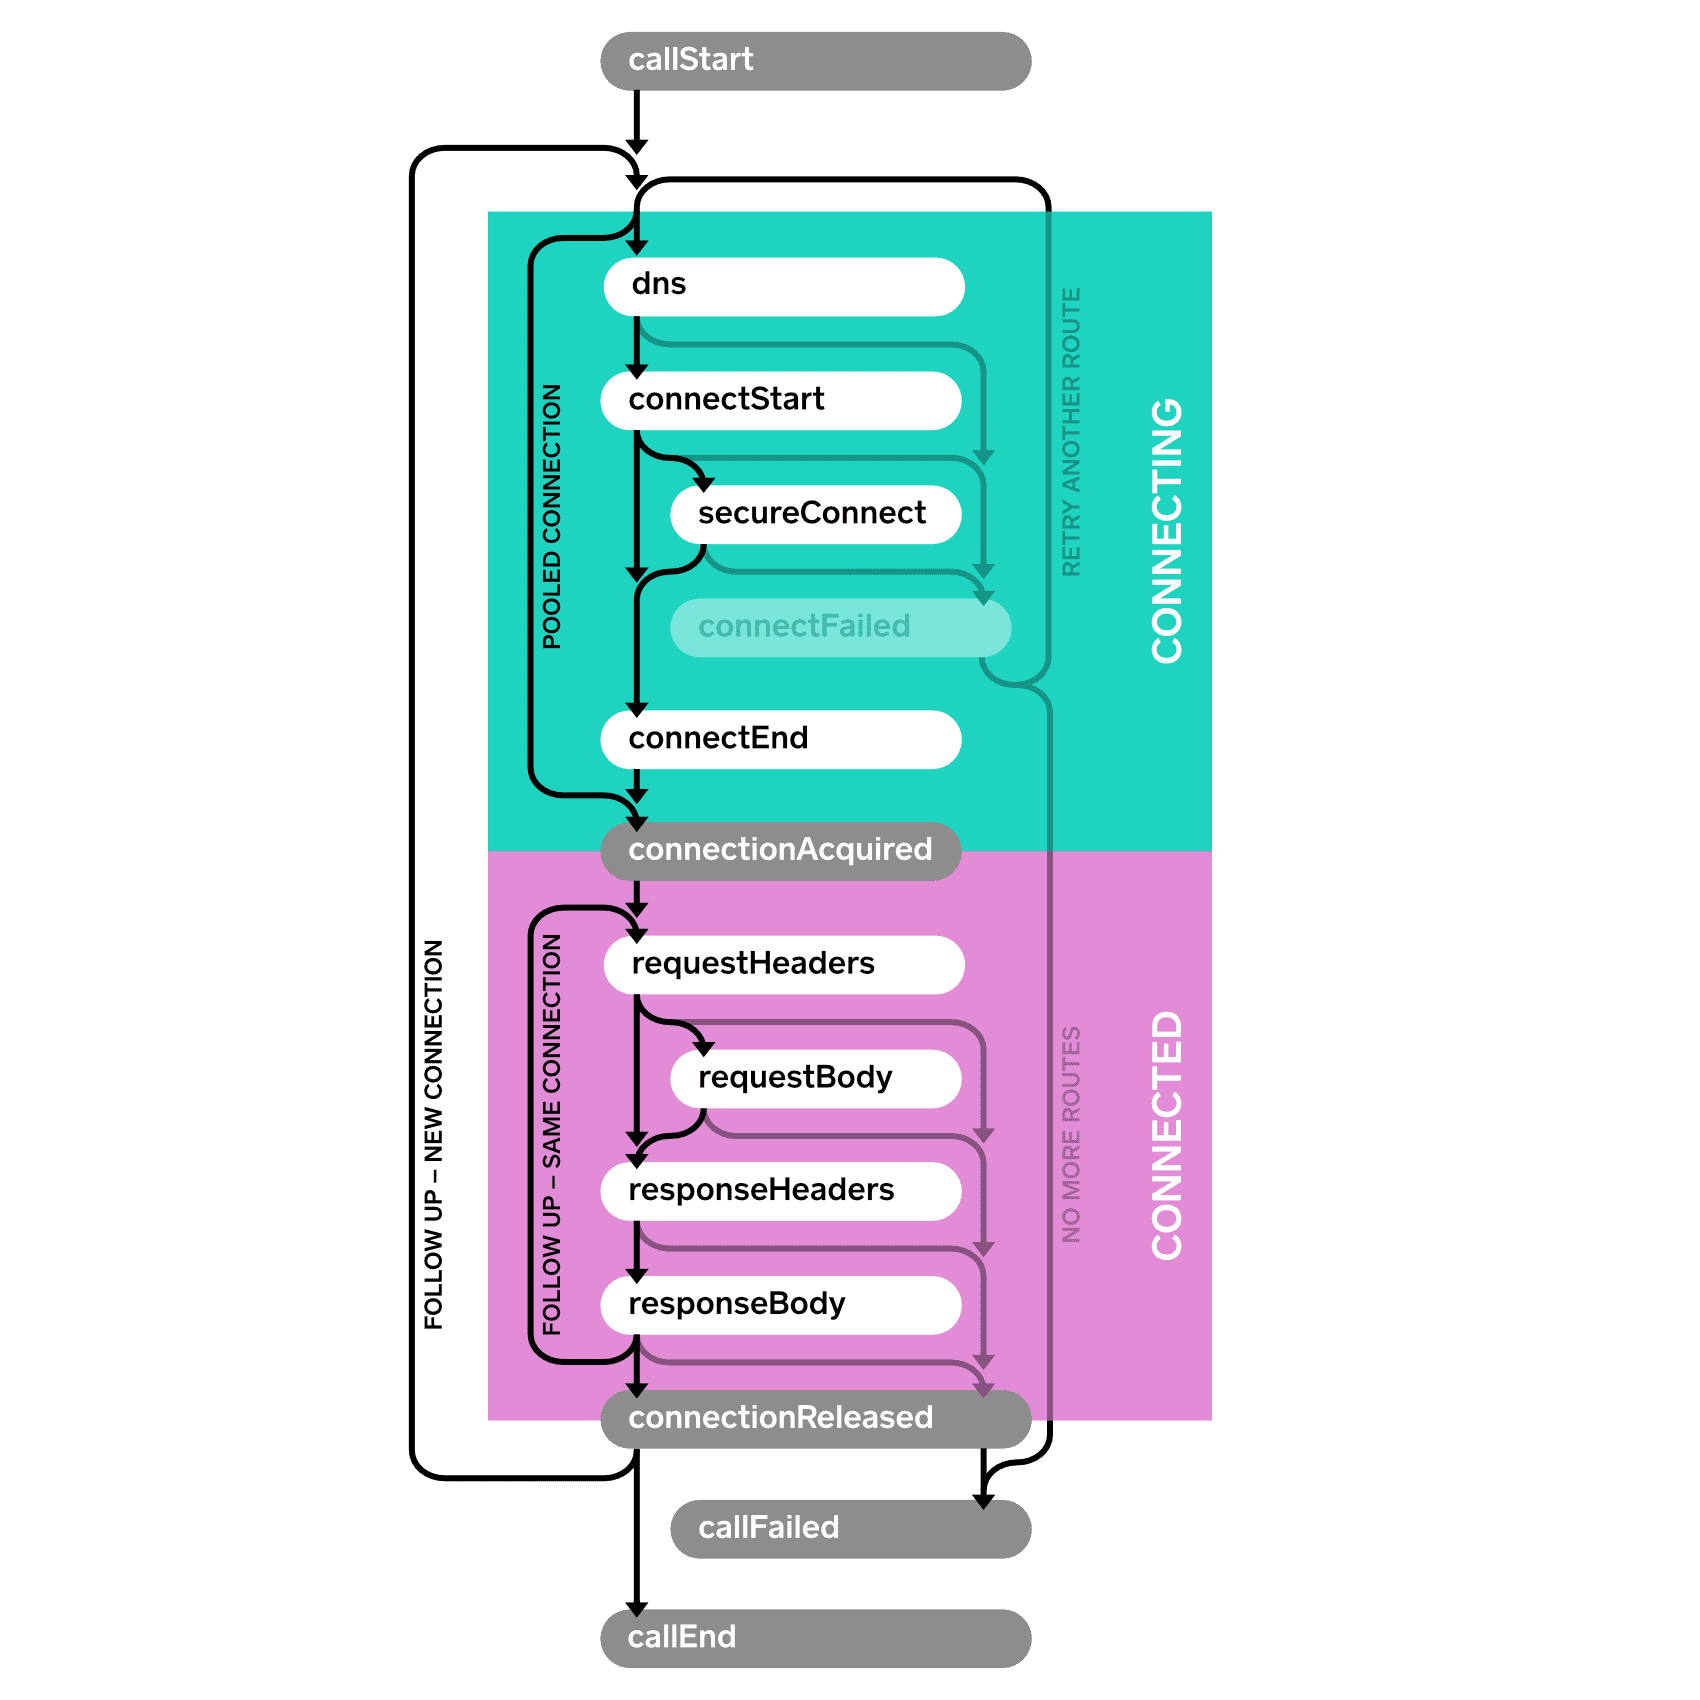 callStart
dns
connectStart
secureConnect
connectFailed
connectEnd
connectionAcquired
POOLED CONNECTION
RETRY ANOTHER ROUTE
CONNECTING
requestHeaders
requestBody
responseHeaders
responseBody
connectionReleased
FOLLOW UP – NEW CONNECTION
FOLLOW UP – SAME CONNECTION
NO MORE ROUTES
CONNECTED
callFailed
callEnd